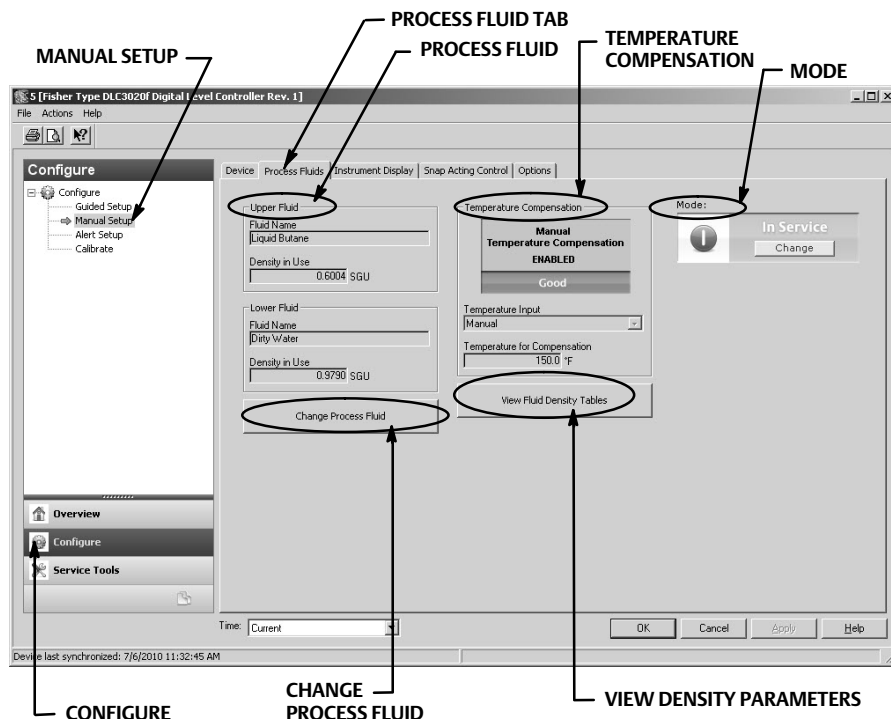 PROCESS FLUID TAB
MANUAL SETUP
PROCESS FLUID
TEMPERATURE
COMPENSATION
MODE
5 [Fisher Type DLC3020f Digital Level Controller Rev. 1]
File Actions Help
Configure
Configure
Guided Setup
Manual Setup
Alert Setup
Calibrate
Device Process Fluids Instrument Display Snap Acting Control Options
Upper Fluid
Fluid Name
Liquid Butane
Density in Use
0.6004 SGU
Lower Fluid
Fluid Name
Dirty Water
Density in Use
0.9790 SGU
Change Process Fluid
Temperature Compensation
Manual
Temperature Compensation
ENABLED
Good
Temperature Input
Manual
Temperature for Compensation
150.0 °F
View Fluid Density Tables
Mode:
In Service
Change
Overview
Configure
Service Tools
Time: Current
OK Cancel Apply Help
Device last synchronized: 7/6/2010 11:32:45 AM
CONFIGURE
CHANGE
PROCESS FLUID
VIEW DENSITY PARAMETERS